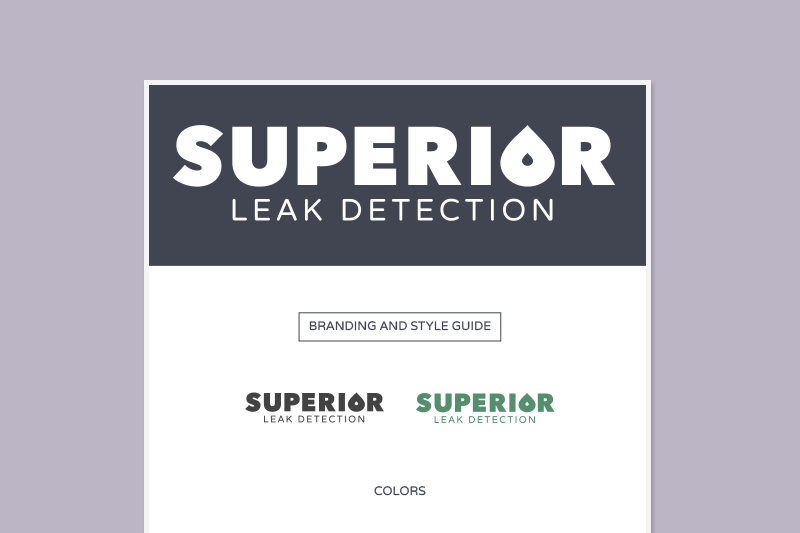 SUPERIOR
LEAK DETECTION
BRANDING AND STYLE GUIDE
SUPERIOR
LEAK DETECTION
SUPERIOR
LEAK DETECTION
COLORS